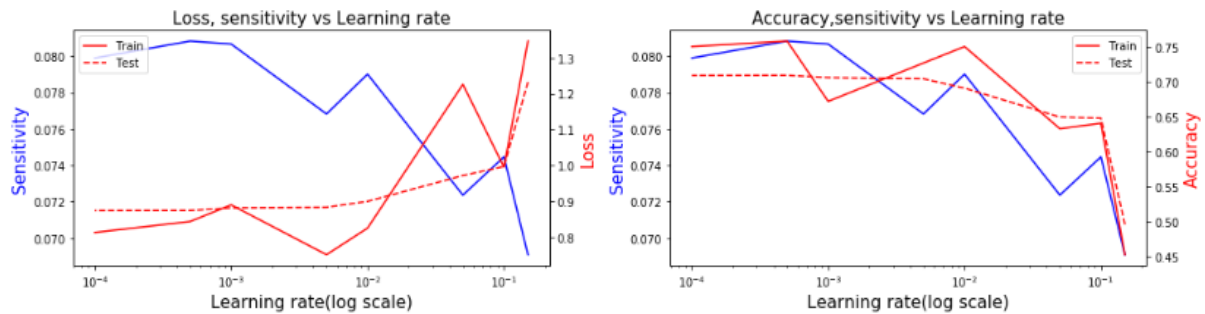 Loss, sensitivity vs Learning rate
Train
Test
0.080
0.078
0.076
0.074
0.072
0.070
Sensitivity
1.3
1.2
1.1
1.0
0.9
0.8
Loss
10⁻⁴
10⁻³
10⁻²
10⁻¹
Learning rate(log scale)
Accuracy,sensitivity vs Learning rate
Train
Test
0.080
0.078
0.076
0.074
0.072
0.070
Sensitivity
0.75
0.70
0.65
0.60
0.55
0.50
0.45
Accuracy
10⁻⁴
10⁻³
10⁻²
10⁻¹
Learning rate(log scale)